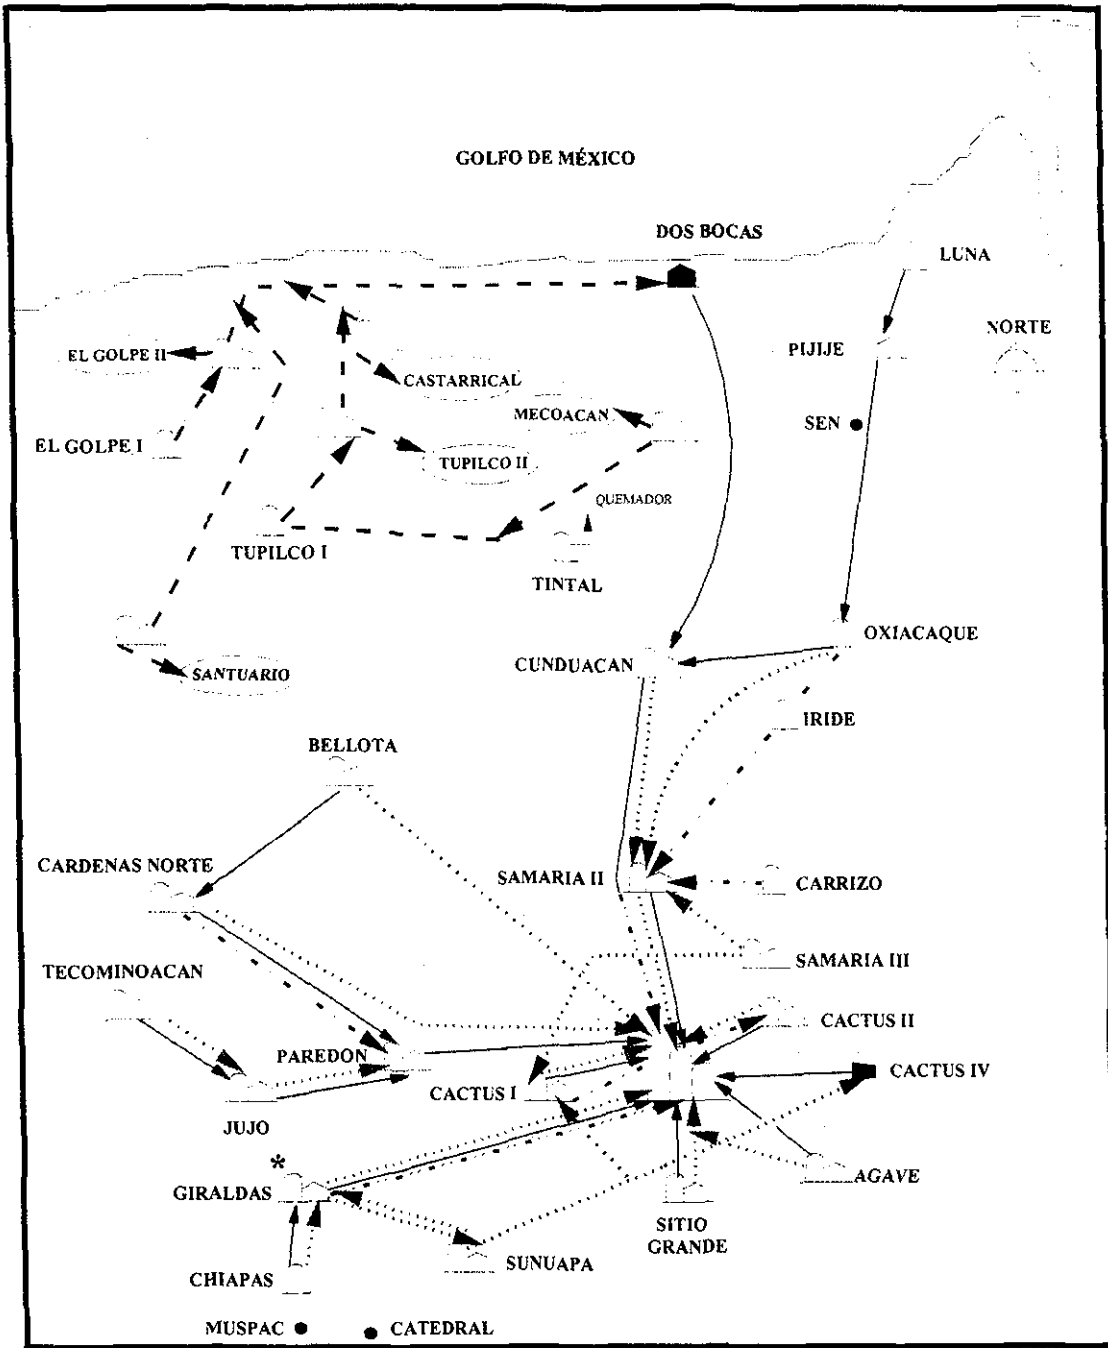 GOLFO DE MÉXICO
DOS BOCAS
LUNA
NORTE
PIJIJE
EL GOLPE II
CASTARRICAL
MECOACAN
SEN
EL GOLPE I
TUPILCO II
QUEMADOR
TUPILCO I
TINTAL
OXIACAQUE
CUNDUACAN
SANTUARIO
IRIDE
BELLOTA
CARDENAS NORTE
SAMARIA II
CARRIZO
SAMARIA III
TECOMINOACAN
CACTUS II
PAREDON
CACTUS IV
CACTUS I
JUJO
*
GIRALDAS
AGAVE
SITIO
GRANDE
SUNUAPA
CHIAPAS
MUSPAC
CATEDRAL